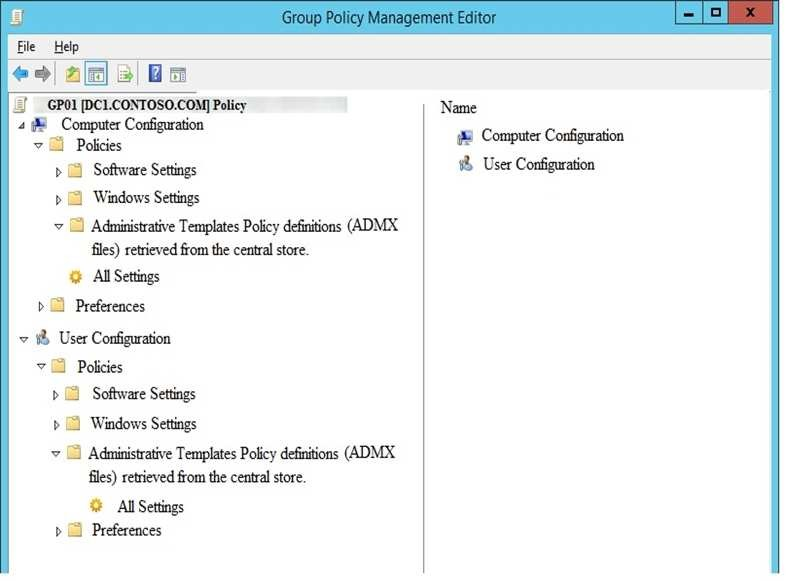 Group Policy Management Editor
X
File Help
?
GP01 [DC1.CONTOSO.COM] Policy
Computer Configuration
Policies
Software Settings
Windows Settings
Administrative Templates Policy definitions (ADMX
files) retrieved from the central store.
All Settings
Preferences
User Configuration
Policies
Software Settings
Windows Settings
Administrative Templates Policy definitions (ADMX
files) retrieved from the central store.
All Settings
Preferences
Name
Computer Configuration
User Configuration